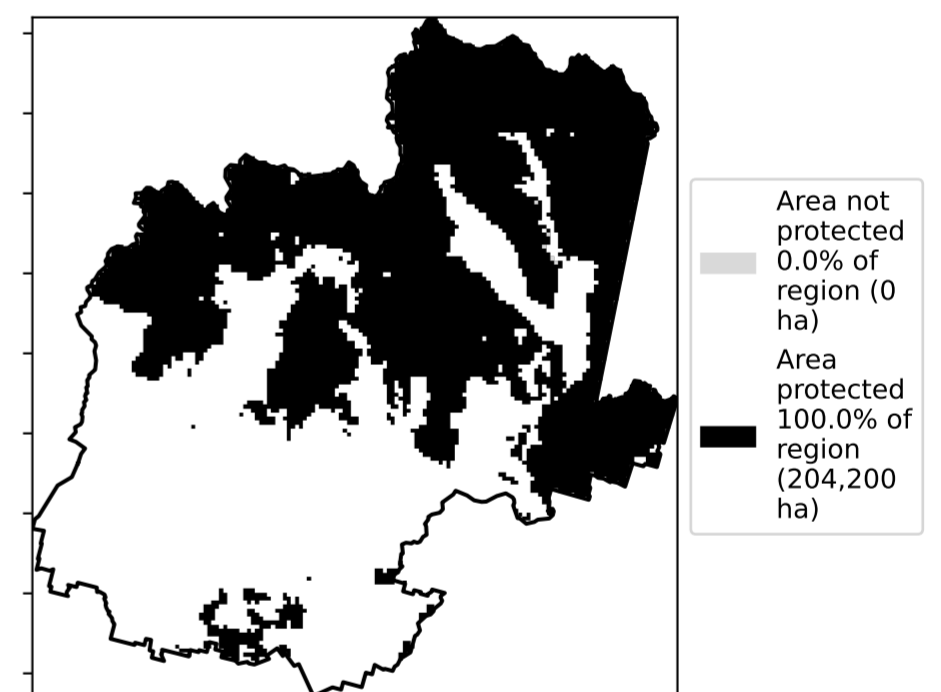 Area not
protected
0.0% of
region (0
ha)
Area
protected
100.0% of
region
(204,200
ha)